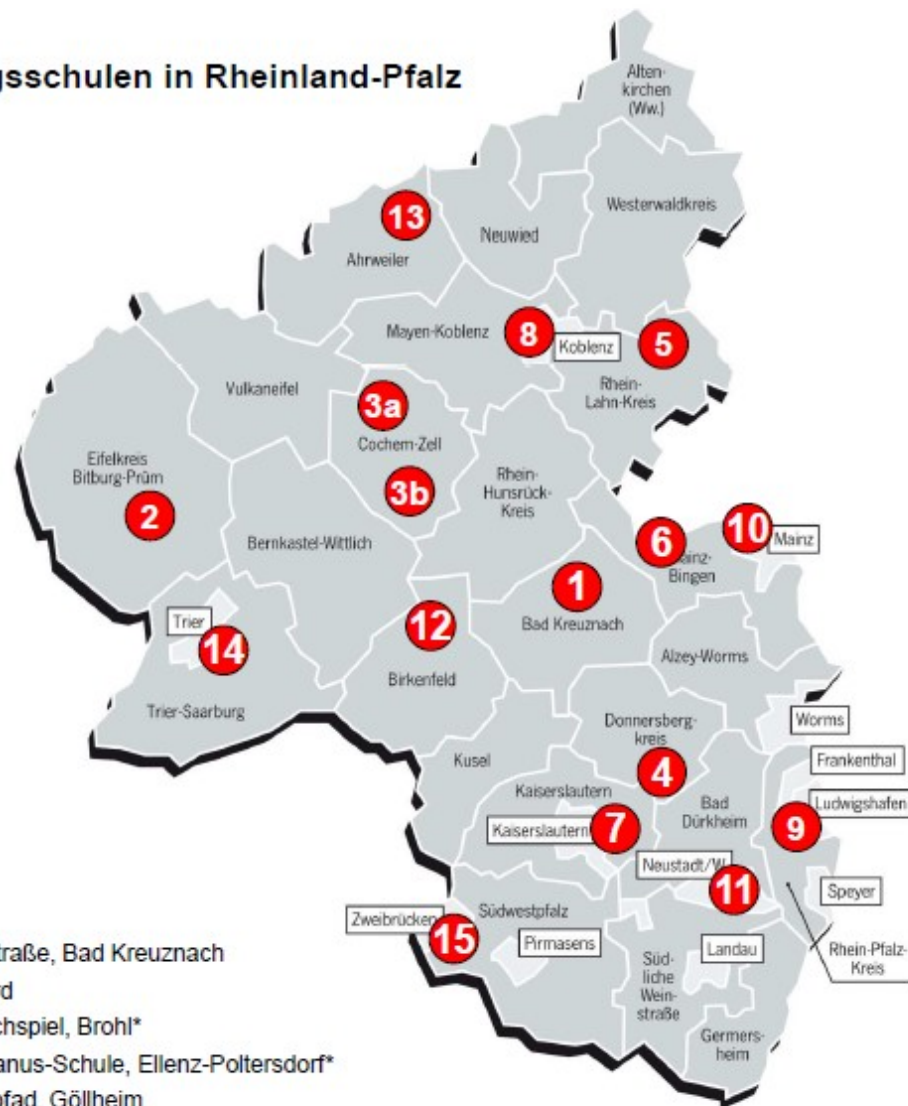 gsschulen in Rheinland-Pfalz
Alten-
kirchen
(Ww.)
Westerwaldkreis
Neuwied
13
Ahrweiler
Mayen-Koblenz
8
Koblenz
5
Rhein-
Lahn-Kreis
Vulkaneifel
3a
Cochem-Zell
3b
Eifelkreis
Bitburg-Prüm
2
Rhein-
Hunsrück-
Kreis
Bernkastel-Wittlich
6
10
Mainz
ainz-
Bingen
1
Bad Kreuznach
Trier
14
12
Birkenfeld
Alzey-Worms
Trier-Saarburg
Donnersberg-
kreis
4
Worms
Kusel
Frankenthal
Kaiserslautern
Bad
Dürkheim
Ludwigshafen
9
Kaiserslautern
7
Neustadt/W
11
Speyer
Zweibrücken
15
Südwestpfalz
Pirmasens
Landau
Rhein-Pfalz-
Kreis
Süd-
liche
Wein-
straße
Germers-
heim
traße, Bad Kreuznach
rd
chspiel, Brohl*
anus-Schule, Ellenz-Poltersdorf*
pfad, Göllheim